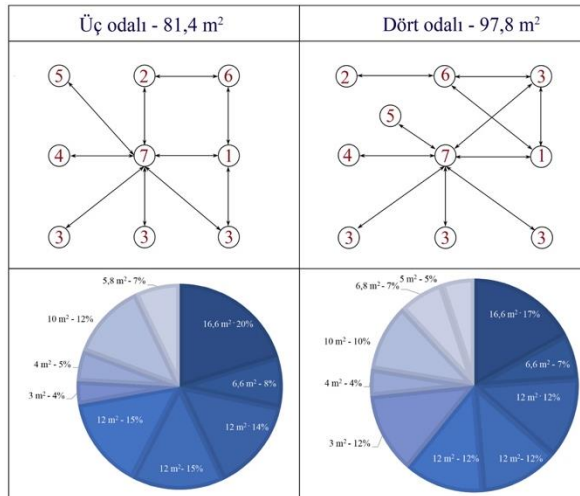 Üç odalı - 81,4 m²
Dört odalı - 97,8 m²
5 2 6
4 7 1
3 3 3
2 6 3
5
4 7 1
3 3 3
5,8 m² - 7%
10 m² - 12%
4 m² - 5%
3 m² - 4%
12 m² - 15%
12 m² - 15%
12 m² - 14%
6,6 m² - 8%
16,6 m² - 20%
5 m² - 5%
6,8 m² - 7%
10 m² - 10%
4 m² - 4%
3 m² - 12%
12 m² - 12%
12 m² - 12%
12 m² - 12%
6,6 m² - 7%
16,6 m² - 17%